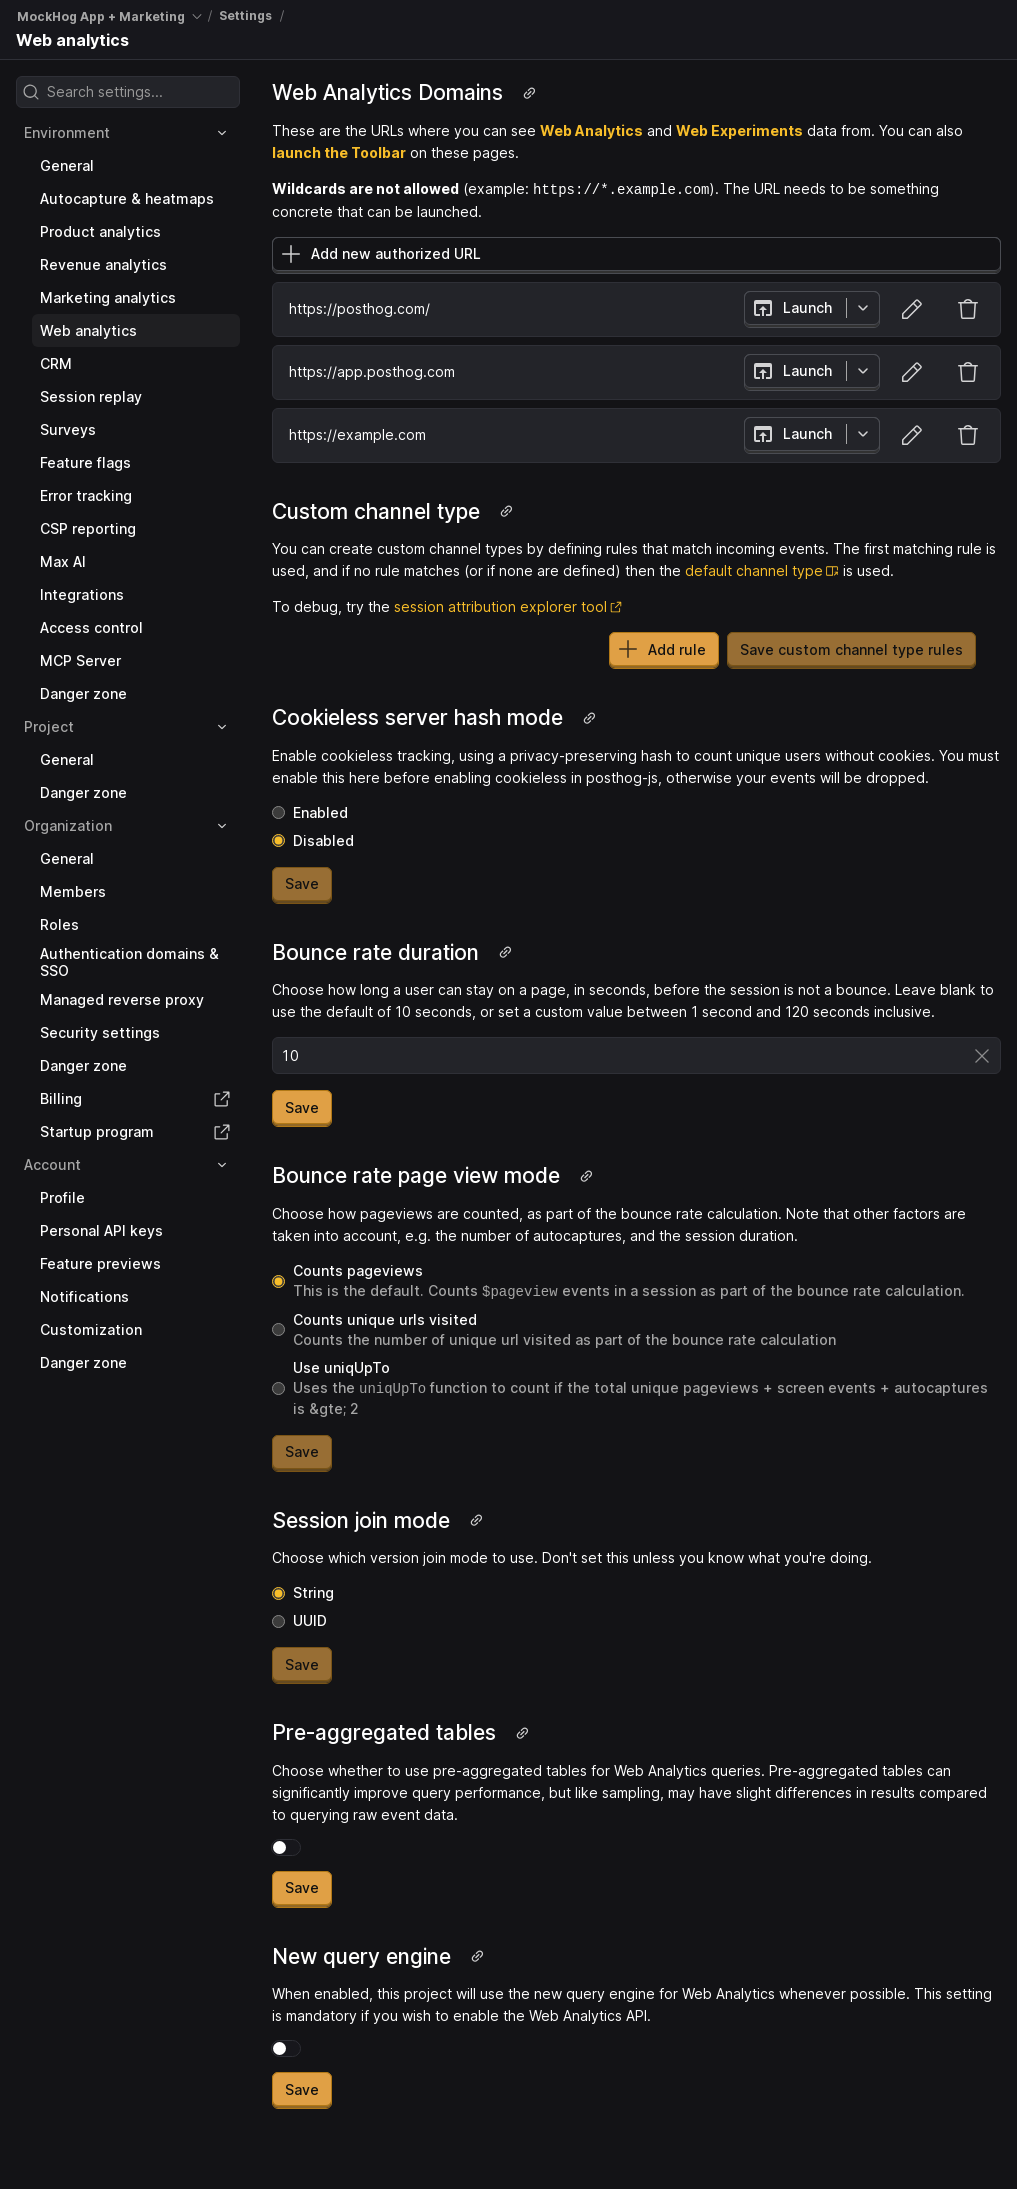 MockHog App + Marketing / Settings /
Web analytics
Search settings...
Environment
General
Autocapture & heatmaps
Product analytics
Revenue analytics
Marketing analytics
Web analytics
CRM
Session replay
Surveys
Feature flags
Error tracking
CSP reporting
Max AI
Integrations
Access control
MCP Server
Danger zone
Project
General
Danger zone
Organization
General
Members
Roles
Authentication domains &
SSO
Managed reverse proxy
Security settings
Danger zone
Billing
Startup program
Account
Profile
Personal API keys
Feature previews
Notifications
Customization
Danger zone
Web Analytics Domains
These are the URLs where you can see Web Analytics and Web Experiments data from. You can also
launch the Toolbar on these pages.
Wildcards are not allowed (example: https://*.example.com). The URL needs to be something
concrete that can be launched.
Add new authorized URL
https://posthog.com/ Launch
https://app.posthog.com Launch
https://example.com Launch
Custom channel type
You can create custom channel types by defining rules that match incoming events. The first matching rule is
used, and if no rule matches (or if none are defined) then the default channel type is used.
To debug, try the session attribution explorer tool
Add rule Save custom channel type rules
Cookieless server hash mode
Enable cookieless tracking, using a privacy-preserving hash to count unique users without cookies. You must
enable this here before enabling cookieless in posthog-js, otherwise your events will be dropped.
Enabled
Disabled
Save
Bounce rate duration
Choose how long a user can stay on a page, in seconds, before the session is not a bounce. Leave blank to
use the default of 10 seconds, or set a custom value between 1 second and 120 seconds inclusive.
10
Save
Bounce rate page view mode
Choose how pageviews are counted, as part of the bounce rate calculation. Note that other factors are
taken into account, e.g. the number of autocaptures, and the session duration.
Counts pageviews
This is the default. Counts $pageview events in a session as part of the bounce rate calculation.
Counts unique urls visited
Counts the number of unique url visited as part of the bounce rate calculation
Use uniqUpTo
Uses the uniqUpTo function to count if the total unique pageviews + screen events + autocaptures
is &gte; 2
Save
Session join mode
Choose which version join mode to use. Don't set this unless you know what you're doing.
String
UUID
Save
Pre-aggregated tables
Choose whether to use pre-aggregated tables for Web Analytics queries. Pre-aggregated tables can
significantly improve query performance, but like sampling, may have slight differences in results compared
to querying raw event data.
Save
New query engine
When enabled, this project will use the new query engine for Web Analytics whenever possible. This setting
is mandatory if you wish to enable the Web Analytics API.
Save